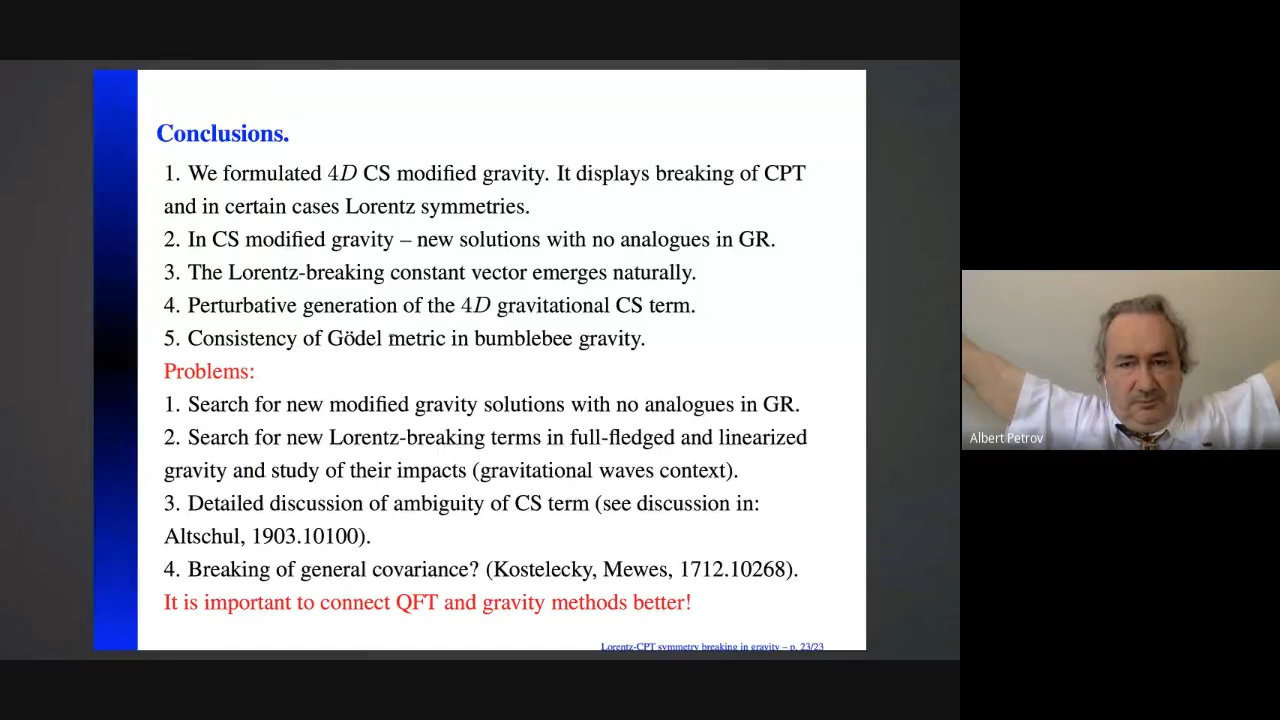 Conclusions.
1. We formulated 4D CS modified gravity. It displays breaking of CPT
and in certain cases Lorentz symmetries.
2. In CS modified gravity – new solutions with no analogues in GR.
3. The Lorentz-breaking constant vector emerges naturally.
4. Perturbative generation of the 4D gravitational CS term.
5. Consistency of Gödel metric in bumblebee gravity.
Problems:
1. Search for new modified gravity solutions with no analogues in GR.
2. Search for new Lorentz-breaking terms in full-fledged and linearized
gravity and study of their impacts (gravitational waves context).
3. Detailed discussion of ambiguity of CS term (see discussion in:
Altschul, 1903.10100).
4. Breaking of general covariance? (Kostelecky, Mewes, 1712.10268).
It is important to connect QFT and gravity methods better!
Lorentz-CPT symmetry breaking in gravity – p. 23/23
Albert Petrov